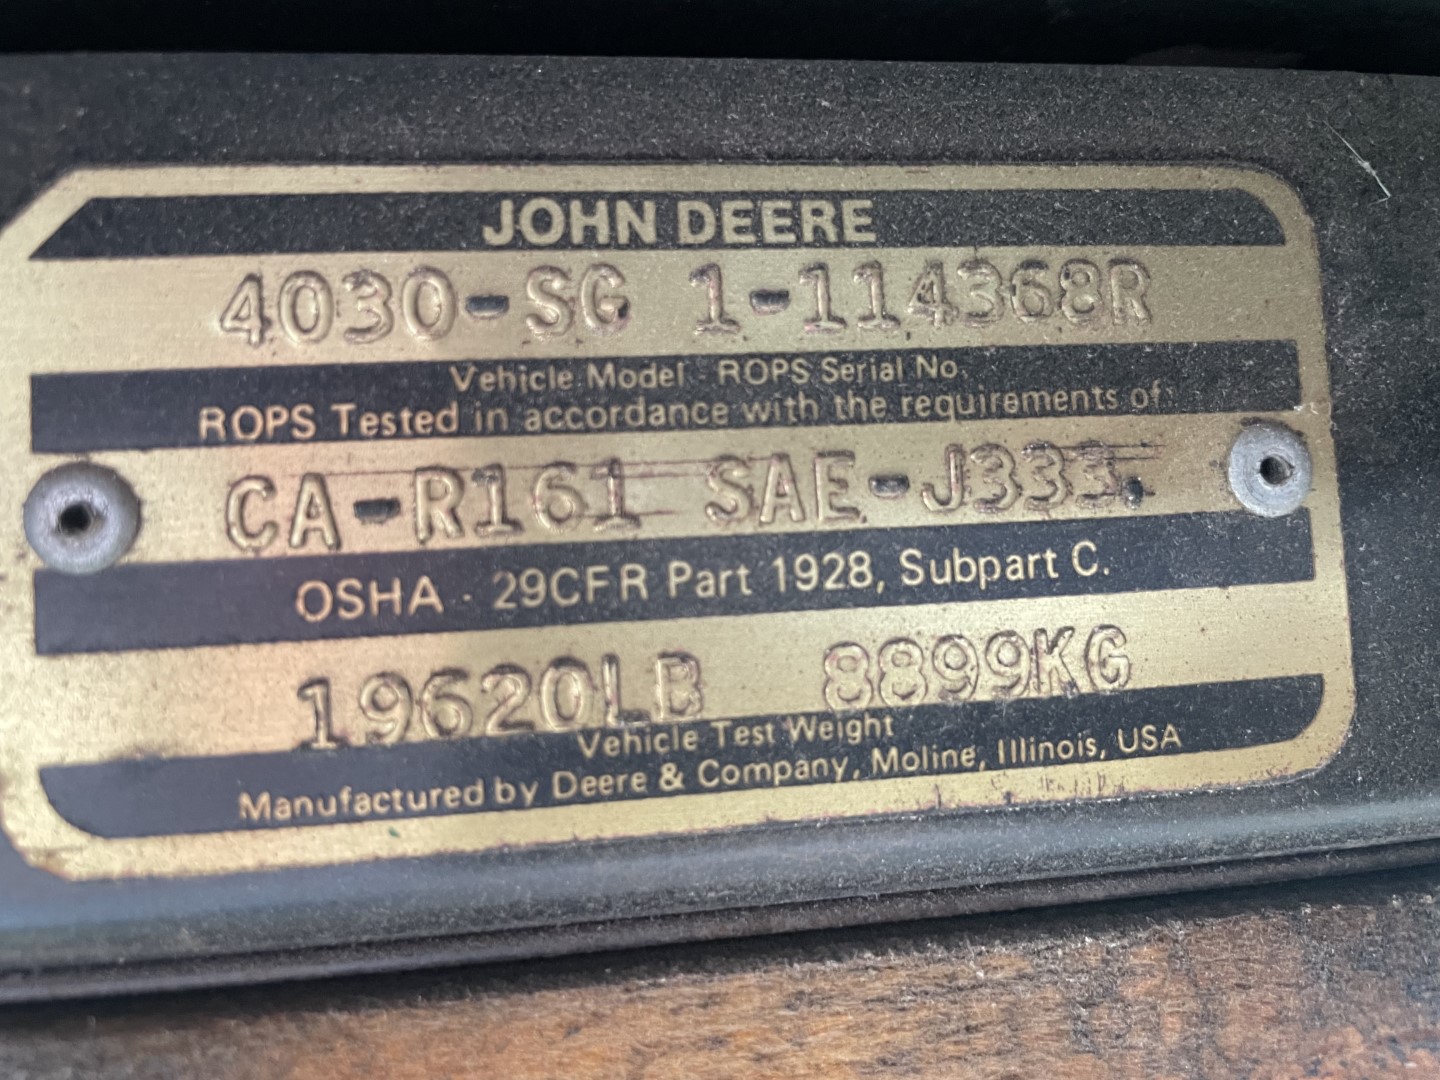 JOHN DEERE
4030-SG 1-114368R
Vehicle Model - ROPS Serial No.
ROPS Tested in accordance with the requirements of
CA-R161 SAE-J333.
OSHA - 29CFR Part 1928, Subpart C.
19620LB 8899KG
Vehicle Test Weight
Manufactured by Deere & Company, Moline, Illinois, USA